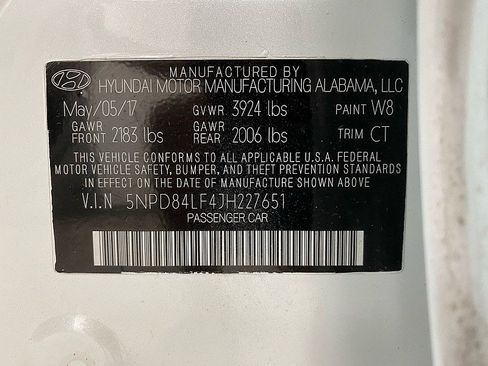 MANUFACTURED BY
HYUNDAI MOTOR MANUFACTURING ALABAMA, LLC
May/05/17 GVWR 3924 lbs PAINT W8
GAWR FRONT 2183 lbs GAWR REAR 2006 lbs TRIM CT
THIS VEHICLE CONFORMS TO ALL APPLICABLE U.S.A. FEDERAL
MOTOR VEHICLE SAFETY, BUMPER, AND THEFT PREVENTION STANDARDS
IN EFFECT ON THE DATE OF MANUFACTURE SHOWN ABOVE.
V.I.N 5NPD84LF4JH227651
PASSENGER CAR